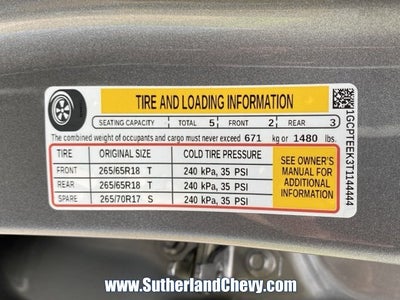 TIRE AND LOADING INFORMATION
SEATING CAPACITY TOTAL 5 FRONT 2 REAR 3
The combined weight of occupants and cargo must never exceed 671 kg or 1480 lbs.
TIRE ORIGINAL SIZE COLD TIRE PRESSURE
FRONT 265/65R18 T 240 kPa, 35 PSI
REAR 265/65R18 T 240 kPa, 35 PSI
SPARE 265/70R17 S 240 kPa, 35 PSI
SEE OWNER'S
MANUAL FOR
ADDITIONAL
INFORMATION
1GCPTEEK3T1144444
www.SutherlandChevy.com